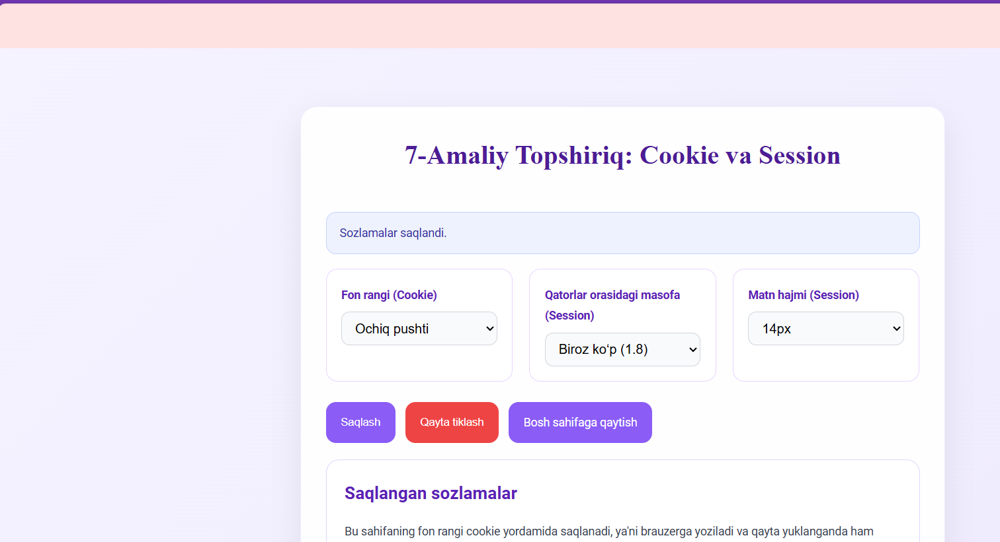 7-Amaliy Topshiriq: Cookie va Session
Sozlamalar saqlandi.
Fon rangi (Cookie)
Ochiq pushti
Qatorlar orasidagi masofa
(Session)
Biroz koʻp (1.8)
Matn hajmi (Session)
14px
Saqlash
Qayta tiklash
Bosh sahifaga qaytish
Saqlangan sozlamalar
Bu sahifaning fon rangi cookie yordamida saqlanadi, ya'ni brauzerga yoziladi va qayta yuklanganda ham